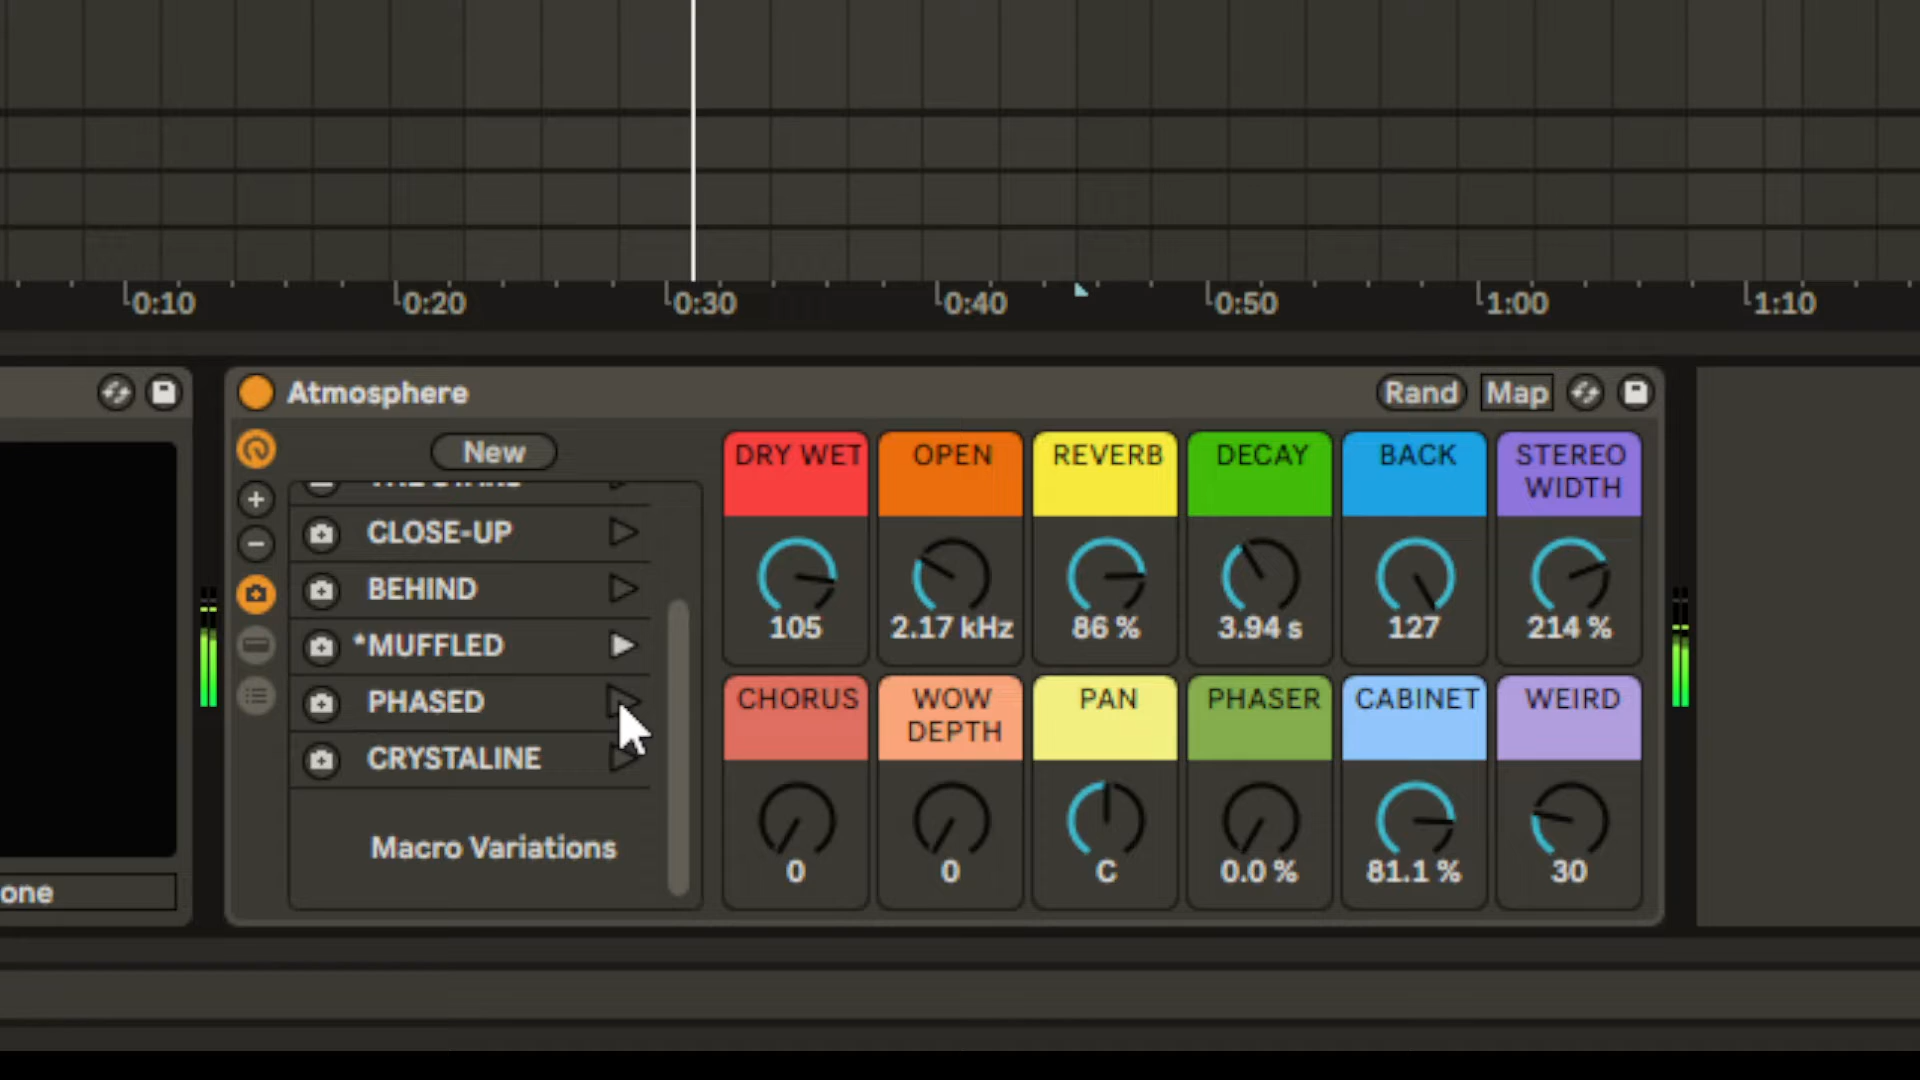 0:10 0:20 0:30 0:40 0:50 1:00 1:10
Atmosphere
Rand Map
New
CLOSE-UP
BEHIND
*MUFFLED
PHASED
CRYSTALINE
Macro Variations
one
DRY WET
105
OPEN
2.17 kHz
REVERB
86 %
DECAY
3.94 s
BACK
127
STEREO
WIDTH
214 %
CHORUS
0
WOW
DEPTH
0
PAN
C
PHASER
0.0 %
CABINET
81.1 %
WEIRD
30